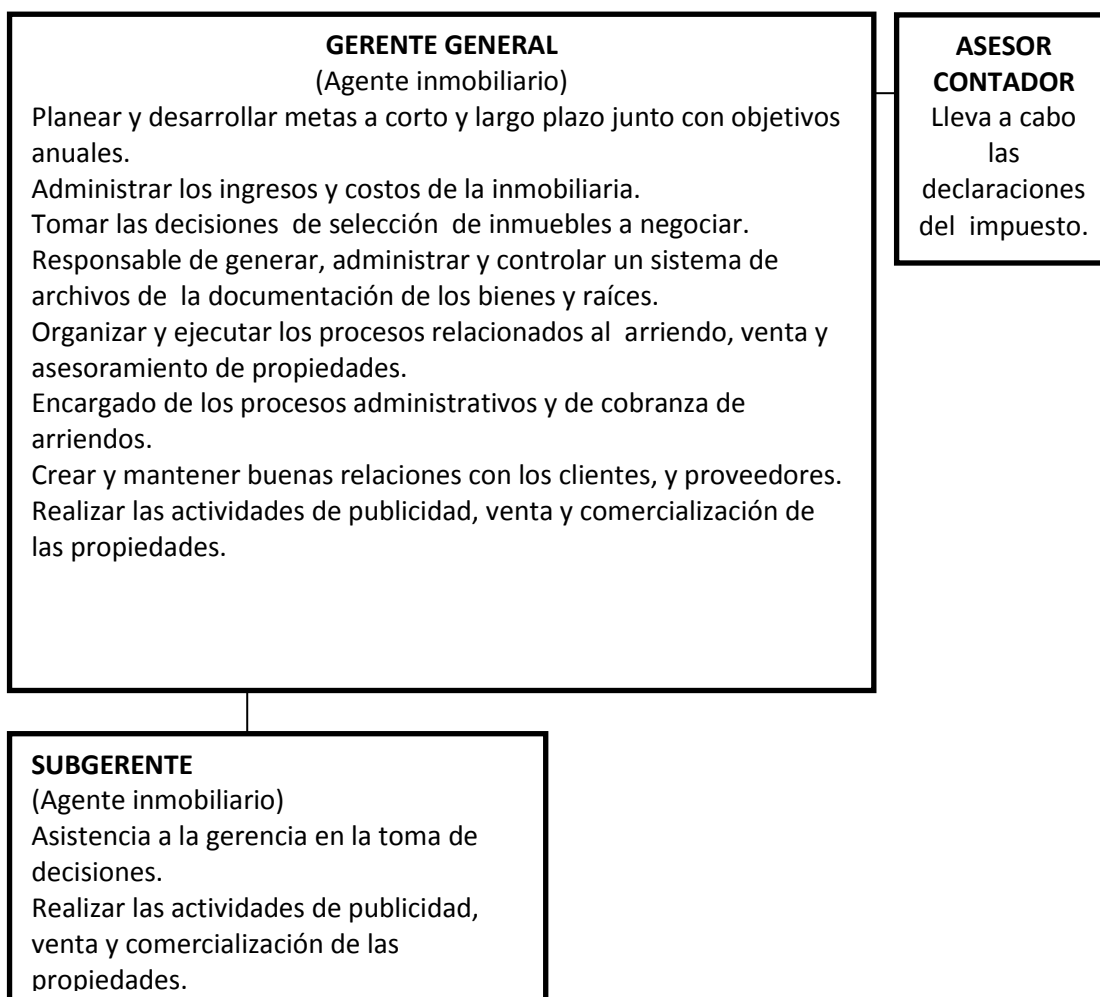 GERENTE GENERAL
(Agente inmobiliario)
Planear y desarrollar metas a corto y largo plazo junto con objetivos
anuales.
Administrar los ingresos y costos de la inmobiliaria.
Tomar las decisiones  de selección  de inmuebles a negociar.
Responsable de generar, administrar y controlar un sistema de
archivos de  la documentación de los bienes y raíces.
Organizar y ejecutar los procesos relacionados al  arriendo, venta y
asesoramiento de propiedades.
Encargado de los procesos administrativos y de cobranza de
arriendos.
Crear y mantener buenas relaciones con los clientes, y proveedores.
Realizar las actividades de publicidad, venta y comercialización de
las propiedades.
ASESOR
CONTADOR
Lleva a cabo
las
declaraciones
del  impuesto.
SUBGERENTE
(Agente inmobiliario)
Asistencia a la gerencia en la toma de
decisiones.
Realizar las actividades de publicidad,
venta y comercialización de las
propiedades.